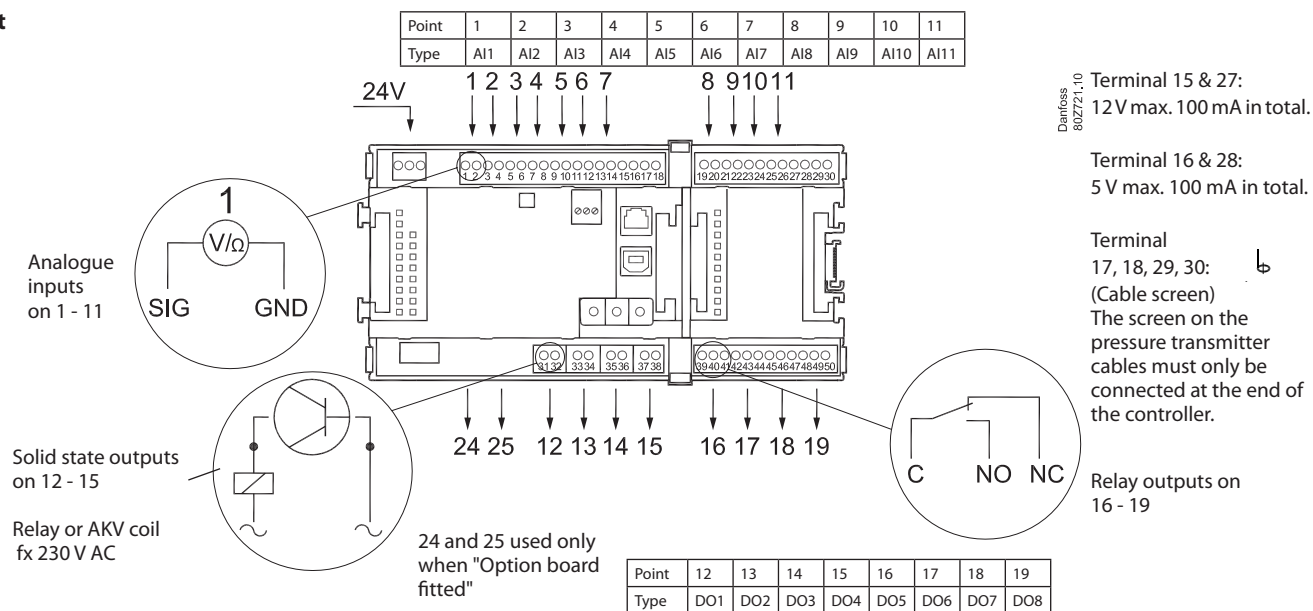 t
Point 1 2 3 4 5 6 7 8 9 10 11
Type AI1 AI2 AI3 AI4 AI5 AI6 AI7 AI8 AI9 AI10 AI11
24V
1 2 3 4 5 6 7 8 9 10 11
Danfoss
80Z721.10
Terminal 15 & 27:
12 V max. 100 mA in total.
Terminal 16 & 28:
5 V max. 100 mA in total.
Terminal
17, 18, 29, 30:
(Cable screen)
The screen on the
pressure transmitter
cables must only be
connected at the end of
the controller.
1 2 3 4 5 6 7 8 9 10 11 12 13 14 15 16 17 18
19 20 21 22 23 24 25 26 27 28 29 30
1
V/Ω
SIG GND
Analogue
inputs
on 1 - 11
31 32 33 34 35 36 37 38
39 40 41 42 43 44 45 46 47 48 49 50
24 25 12 13 14 15 16 17 18 19
Solid state outputs
on 12 - 15
Relay or AKV coil
fx 230 V AC
C NO NC
Relay outputs on
16 - 19
24 and 25 used only
when "Option board
fitted"
Point 12 13 14 15 16 17 18 19
Type DO1 DO2 DO3 DO4 DO5 DO6 DO7 DO8